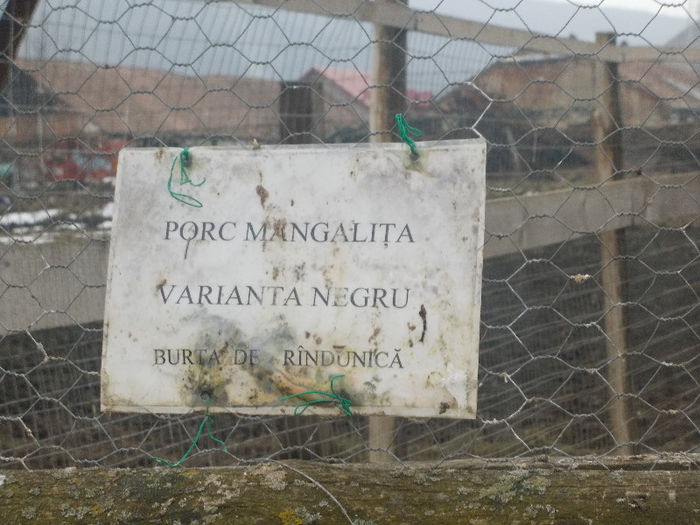 PORC MANGALIȚA
VARIANTA NEGRU
BURTA DE RÎNDUNICĂ